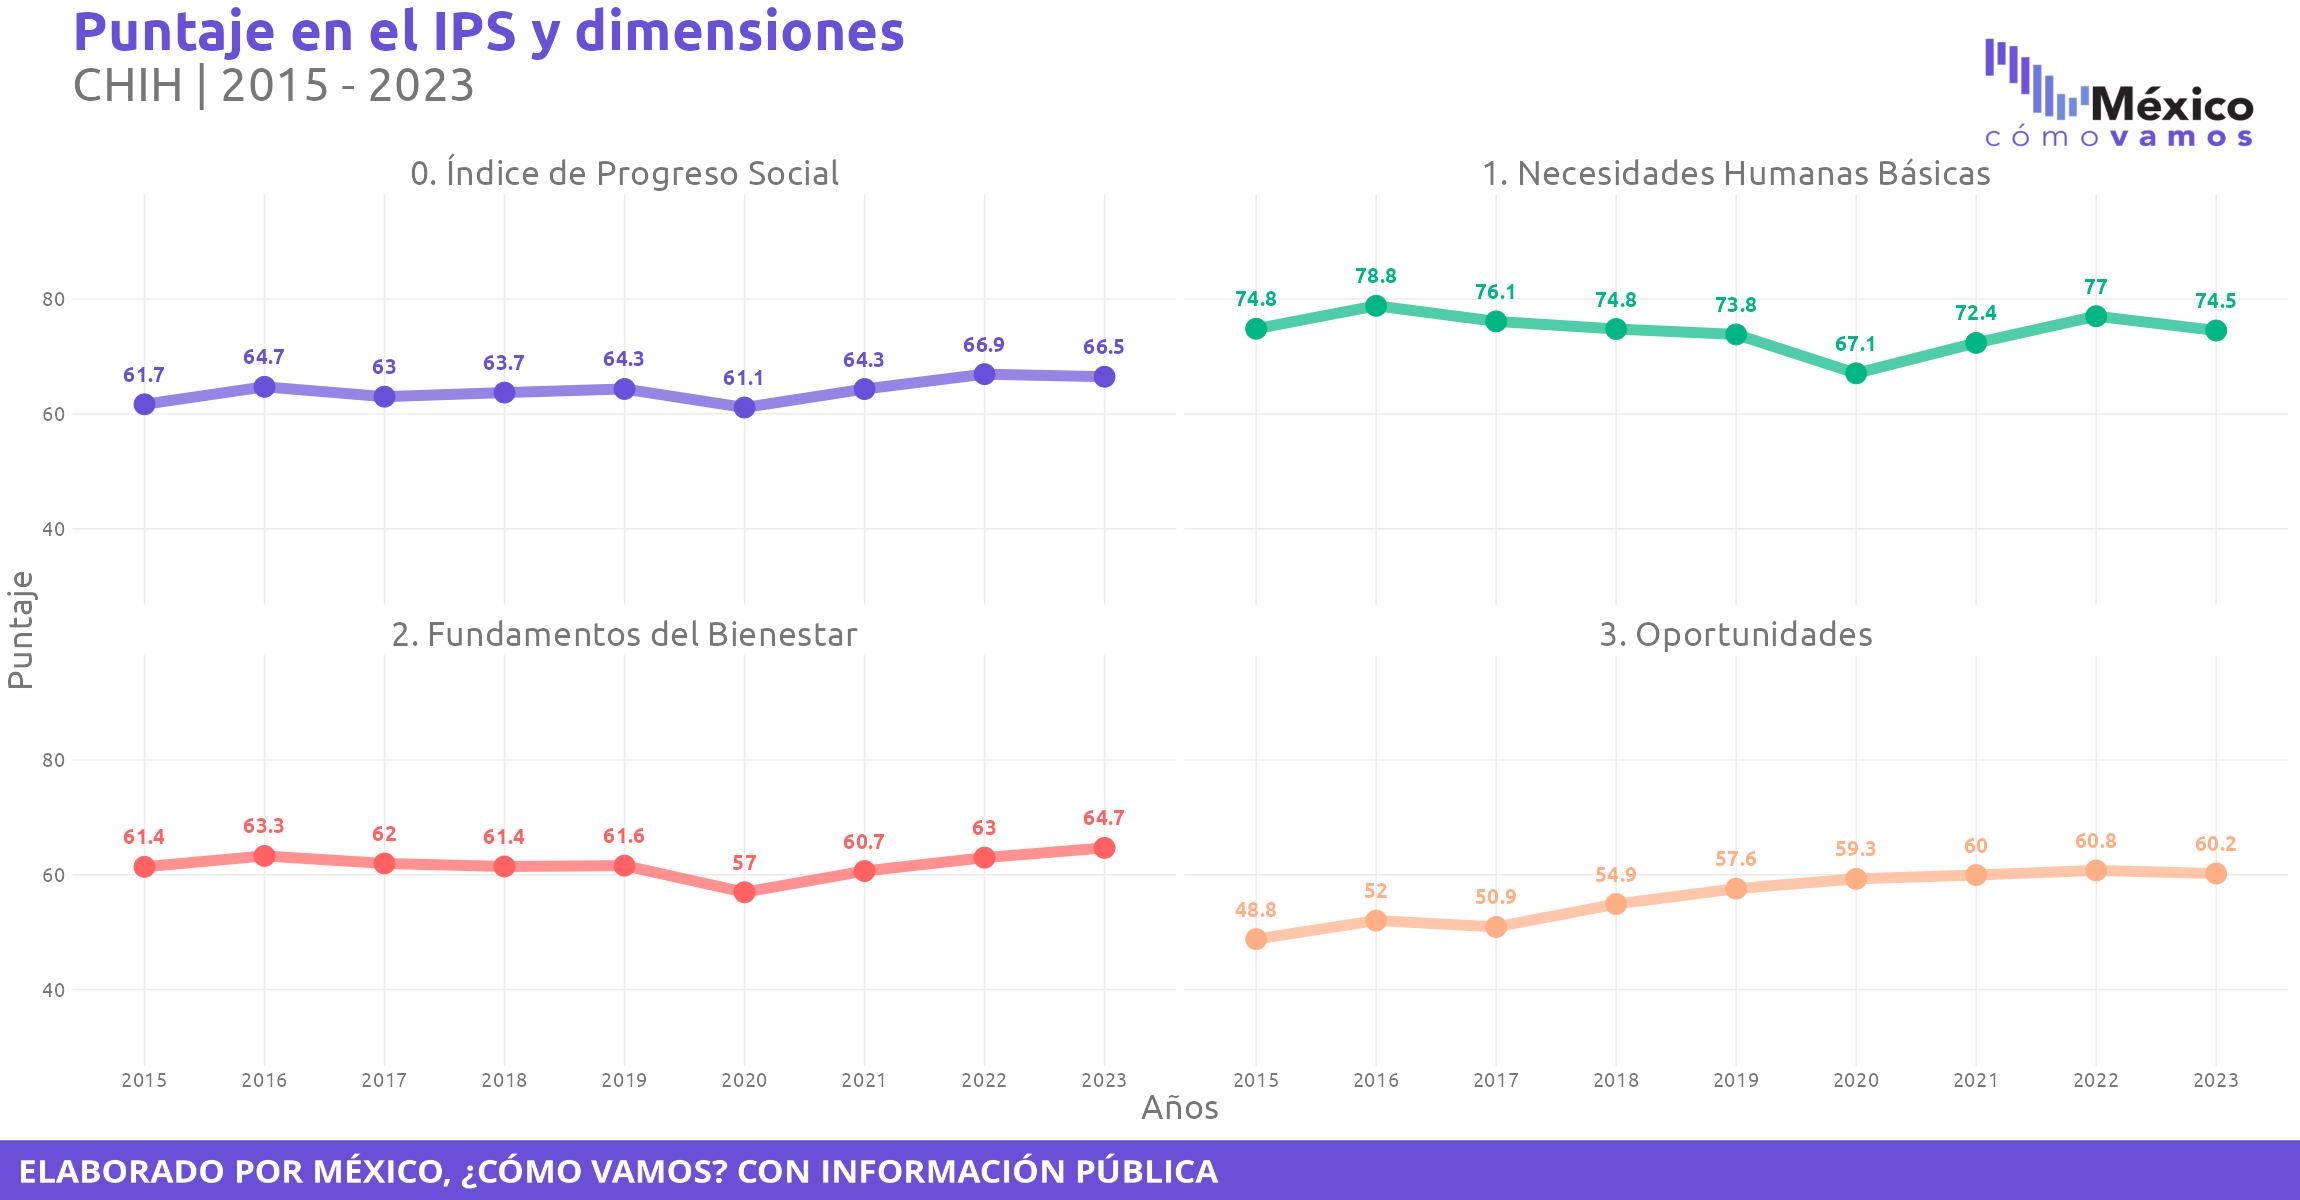 Puntaje en el IPS y dimensiones
CHIH | 2015 - 2023
México
cómovamos
0. Índice de Progreso Social
1. Necesidades Humanas Básicas
80
60
40
61.7 64.7 63 63.7 64.3 61.1 64.3 66.9 66.5
74.8 78.8 76.1 74.8 73.8 67.1 72.4 77 74.5
Puntaje
2. Fundamentos del Bienestar
3. Oportunidades
80
60
40
61.4 63.3 62 61.4 61.6 57 60.7 63 64.7
48.8 52 50.9 54.9 57.6 59.3 60 60.8 60.2
2015 2016 2017 2018 2019 2020 2021 2022 2023
2015 2016 2017 2018 2019 2020 2021 2022 2023
Años
ELABORADO POR MÉXICO, ¿CÓMO VAMOS? CON INFORMACIÓN PÚBLICA